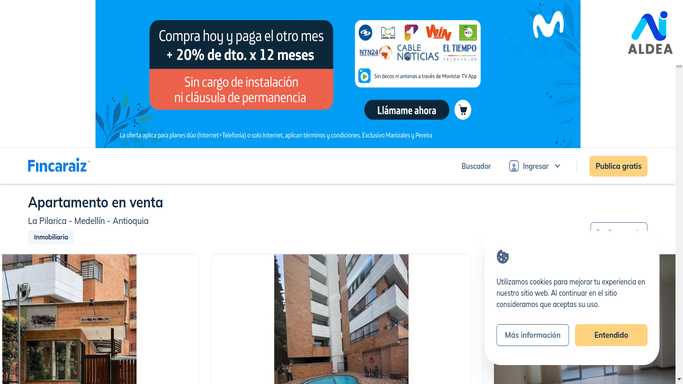 Compra hoy y paga el otro mes
+ 20% de dto. x 12 meses
Sin cargo de instalación
ni cláusula de permanencia
WIN
NTN24
CABLE
NOTICIAS
EL TIEMPO
TELEVISIÓN
Sin decos ni antenas a través de Movistar TV App
Llámame ahora
La oferta aplica para planes dúo (Internet+Telefonía) o solo Internet, aplican términos y condiciones. Exclusivo Manizales y Pereira
ALDEA
Fincaraiz
Buscador
Ingresar
Publica gratis
Apartamento en venta
La Pilarica - Medellín - Antioquia
Inmobiliaria
Utilizamos cookies para mejorar tu experiencia en
nuestro sitio web. Al continuar en el sitio
consideramos que aceptas su uso.
Más información
Entendido